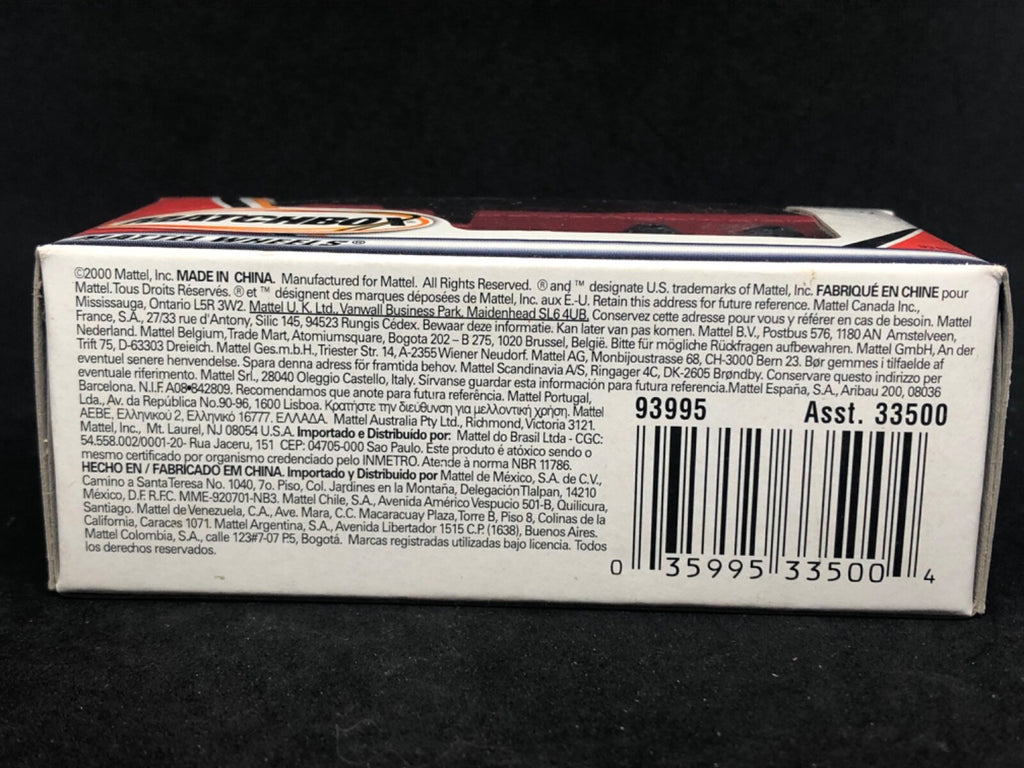 MATCHBOX
MATTEL WHEELS®
©2000 Mattel, Inc. MADE IN CHINA. Manufactured for Mattel. All Rights Reserved. ® and ™ designate U.S. trademarks of Mattel, Inc. FABRIQUÉ EN CHINE pour
Mattel.Tous Droits Réservés. ® et ™ désignent des marques déposées de Mattel, Inc. aux É.-U. Retain this address for future reference. Mattel Canada Inc.,
Mississauga, Ontario L5R 3W2. Mattel U. K. Ltd., Vanwall Business Park, Maidenhead SL6 4UB. Conservez cette adresse pour vous y référer en cas de besoin. Mattel
France, S.A., 27/33 rue d'Antony, Silic 145, 94523 Rungis Cédex. Bewaar deze informatie. Kan later van pas komen. Mattel B.V., Postbus 576, 1180 AN Amstelveen,
Nederland. Mattel Belgium,Trade Mart, Atomiumsquare, Bogota 202 – B 275, 1020 Brussel, België. Bitte für mögliche Rückfragen aufbewahren. Mattel GmbH, An der
Trift 75, D-63303 Dreieich. Mattel Ges.m.b.H.,Triester Str. 14, A-2355 Wiener Neudorf. Mattel AG, Monbijoustrasse 68, CH-3000 Bern 23. Bør gemmes i tilfaelde af
eventuel senere henvendelse. Spara denna adress för framtida behov. Mattel Scandinavia A/S, Ringager 4C, DK-2605 Brøndby. Conservare questo indirizzo per
eventuale riferimento. Mattel Srl., 28040 Oleggio Castello, Italy. Sírvanse guardar esta información para futura referencia.Mattel España, S.A., Aribau 200, 08036
Barcelona. N.I.F. A08•842809. Recomendamos que anote para futura referência. Mattel Portugal,
Lda., Av. da República No.90-96, 1600 Lisboa. Κρατήστε την διεύθυνση για μελλοντική χρήση. Mattel
AEBE, Ελληνικού 2, Ελληνικό 16777. ΕΛΛΑΔΑ. Mattel Australia Pty Ltd., Richmond, Victoria 3121.
Mattel, Inc., Mt. Laurel, NJ 08054 U.S.A. Importado e Distribuido por: Mattel do Brasil Ltda - CGC:
54.558.002/0001-20- Rua Jaceru, 151 CEP: 04705-000 Sao Paulo. Este produto é atóxico sendo o
mesmo certificado por organismo credenciado pelo INMETRO. Atende à norma NBR 11786.
HECHO EN / FABRICADO EM CHINA. Importado y Distribuido por Mattel de México, S.A. de C.V.,
Camino a Santa Teresa No. 1040, 7o. Piso, Col. Jardines en la Montaña, Delegación Tlalpan, 14210
México, D.F. R.F.C. MME-920701-NB3. Mattel Chile, S.A., Avenida Américo Vespucio 501-B, Quilicura,
Santiago. Mattel de Venezuela, C.A., Ave. Mara, C.C. Macaracuay Plaza,Torre B, Piso 8, Colinas de la
California, Caracas 1071. Mattel Argentina, S.A., Avenida Libertador 1515 C.P. (1638), Buenos Aires.
Mattel Colombia, S.A., calle 123#7-07 P.5, Bogotá. Marcas registradas utilizadas bajo licencia. Todos
los derechos reservados.
93995 Asst. 33500
0 35995 33500 4